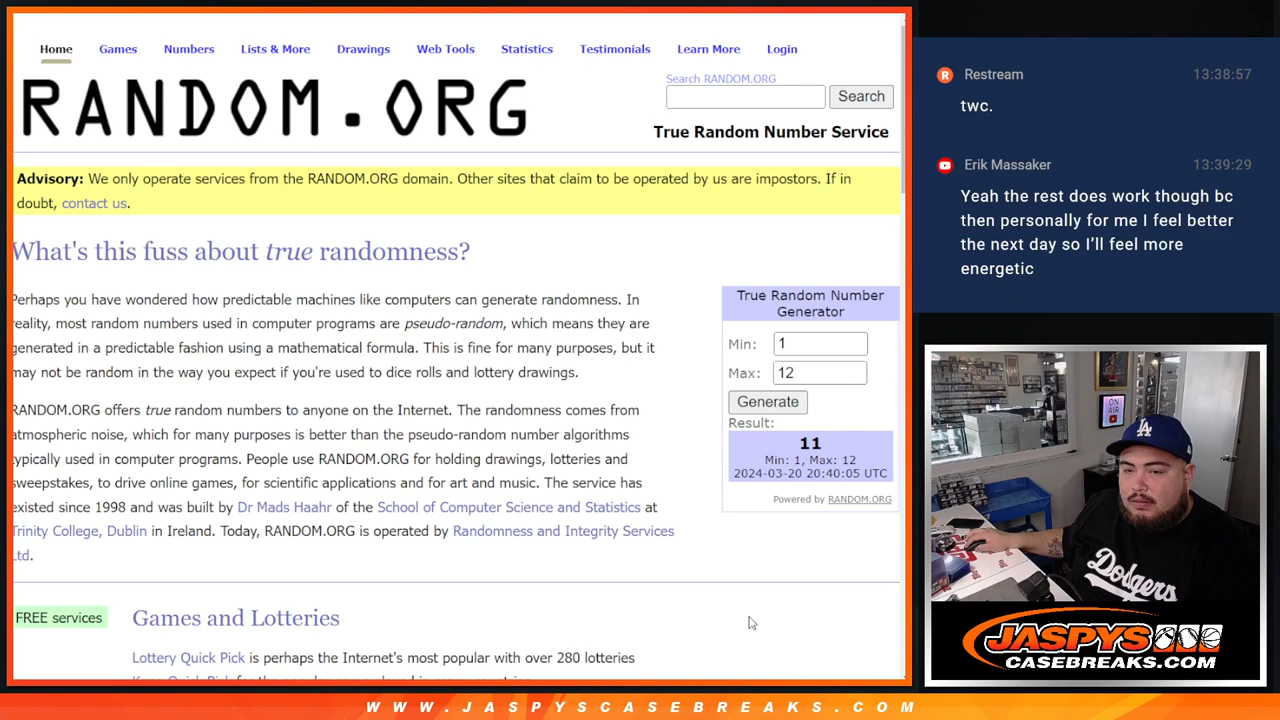 Home Games Numbers Lists & More Drawings Web Tools Statistics Testimonials Learn More Login
RANDOM.ORG
Search RANDOM.ORG
Search
True Random Number Service
Advisory: We only operate services from the RANDOM.ORG domain. Other sites that claim to be operated by us are impostors. If in
doubt, contact us.
What's this fuss about true randomness?
Perhaps you have wondered how predictable machines like computers can generate randomness. In
reality, most random numbers used in computer programs are pseudo-random, which means they are
generated in a predictable fashion using a mathematical formula. This is fine for many purposes, but it
may not be random in the way you expect if you're used to dice rolls and lottery drawings.
RANDOM.ORG offers true random numbers to anyone on the Internet. The randomness comes from
atmospheric noise, which for many purposes is better than the pseudo-random number algorithms
typically used in computer programs. People use RANDOM.ORG for holding drawings, lotteries and
sweepstakes, to drive online games, for scientific applications and for art and music. The service has
existed since 1998 and was built by Dr Mads Haahr of the School of Computer Science and Statistics at
Trinity College, Dublin in Ireland. Today, RANDOM.ORG is operated by Randomness and Integrity Services
Ltd.
True Random Number
Generator
Min: 1
Max: 12
Generate
Result:
11
Min: 1, Max: 12
2024-03-20 20:40:05 UTC
Powered by RANDOM.ORG
FREE services
Games and Lotteries
Lottery Quick Pick is perhaps the Internet's most popular with over 280 lotteries
R Restream 13:38:57
twc.
Erik Massaker 13:39:29
Yeah the rest does work though bc
then personally for me I feel better
the next day so I'll feel more
energetic
ON
AIR
LA
Dodgers
JASPYS
CASEBREAKS.COM
WWW.JASPYSCASEBREAKS.COM